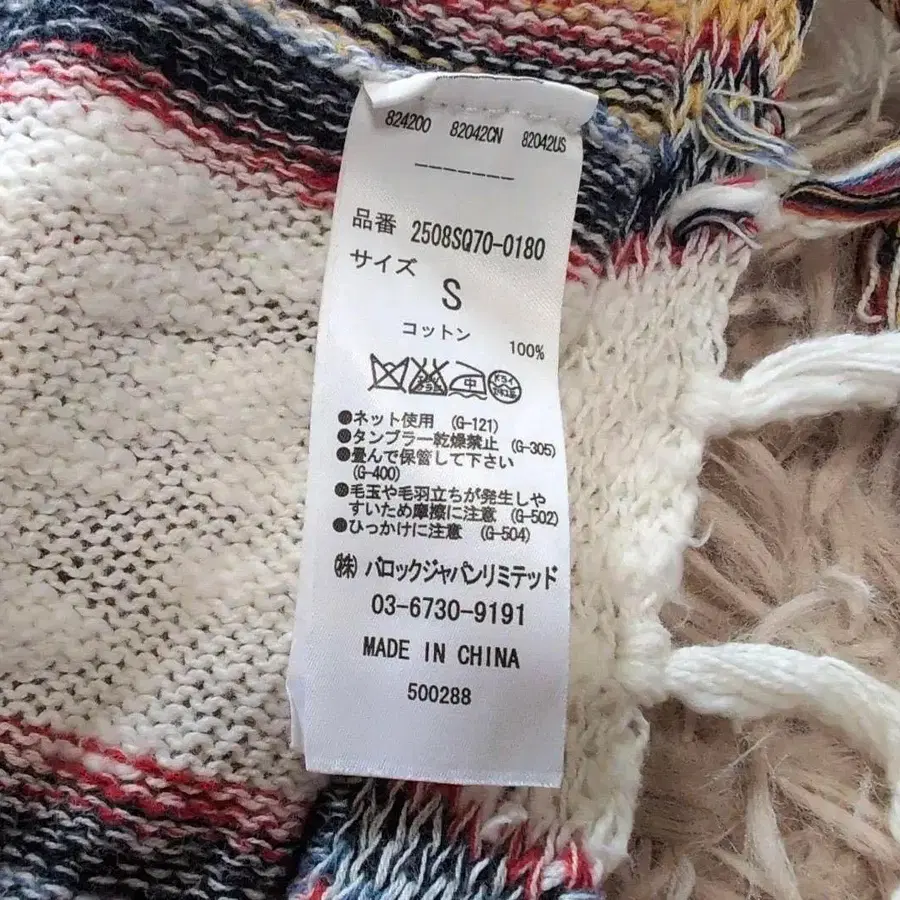 824200 82042CN 82042US
------
品番 2508SQ70-0180
サイズ
S
コットン 100%
中 ドライ
●ネット使用 (G-121)
●タンブラー乾燥禁止 (G-305)
●畳んで保管して下さい
(G-400)
●毛玉や毛羽立ちが発生しや
すいため摩擦に注意 (G-502)
●ひっかけに注意 (G-504)
㈱ バロックジャパンリミテッド
03-6730-9191
MADE IN CHINA
500288